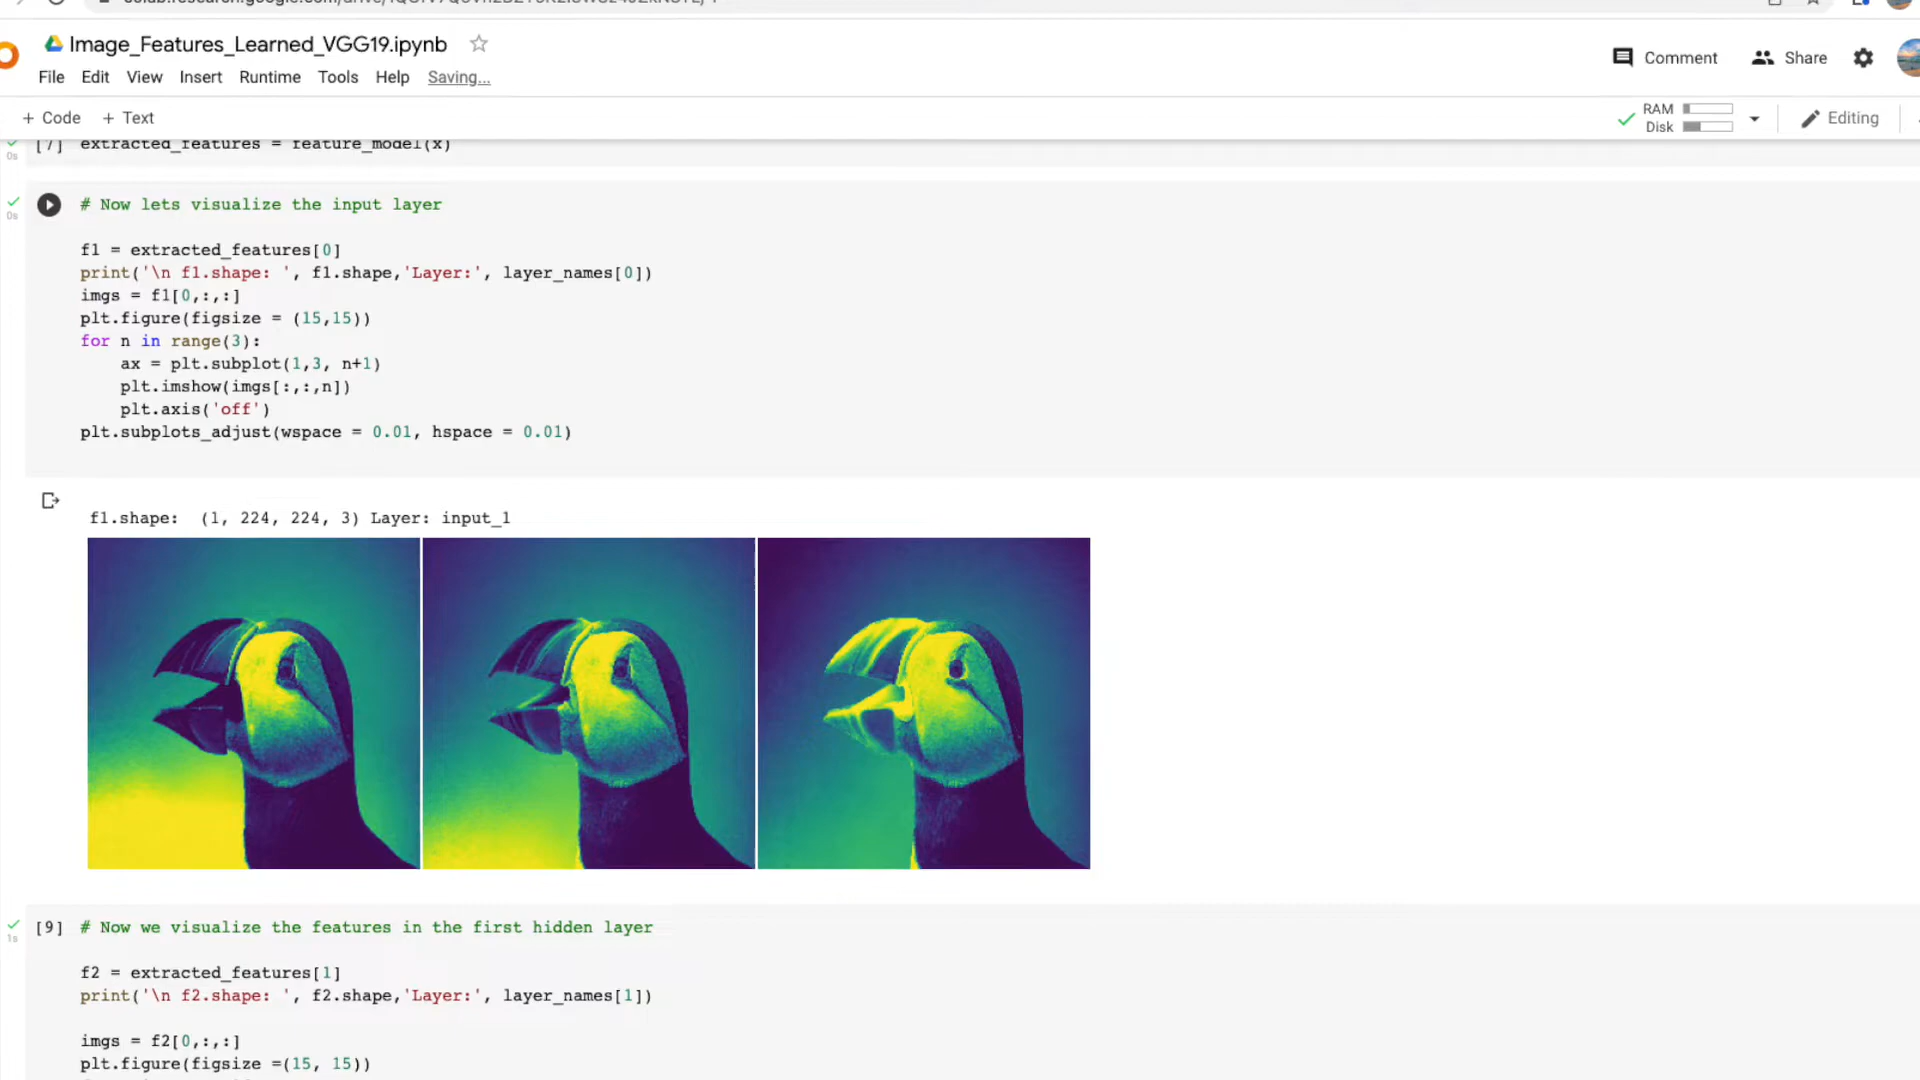 Image_Features_Learned_VGG19.ipynb
Comment
Share
File Edit View Insert Runtime Tools Help Saving...
+ Code + Text
RAM
Disk
Editing
0s
[7] extracted_features = feature_model(x)
0s
# Now lets visualize the input layer
f1 = extracted_features[0]
print('\n f1.shape: ', f1.shape,'Layer:', layer_names[0])
imgs = f1[0,:,:]
plt.figure(figsize = (15,15))
for n in range(3):
ax = plt.subplot(1,3, n+1)
plt.imshow(imgs[:,:,n])
plt.axis('off')
plt.subplots_adjust(wspace = 0.01, hspace = 0.01)
f1.shape: (1, 224, 224, 3) Layer: input_1
1s
[9] # Now we visualize the features in the first hidden layer
f2 = extracted_features[1]
print('\n f2.shape: ', f2.shape,'Layer:', layer_names[1])
imgs = f2[0,:,:]
plt.figure(figsize =(15, 15))